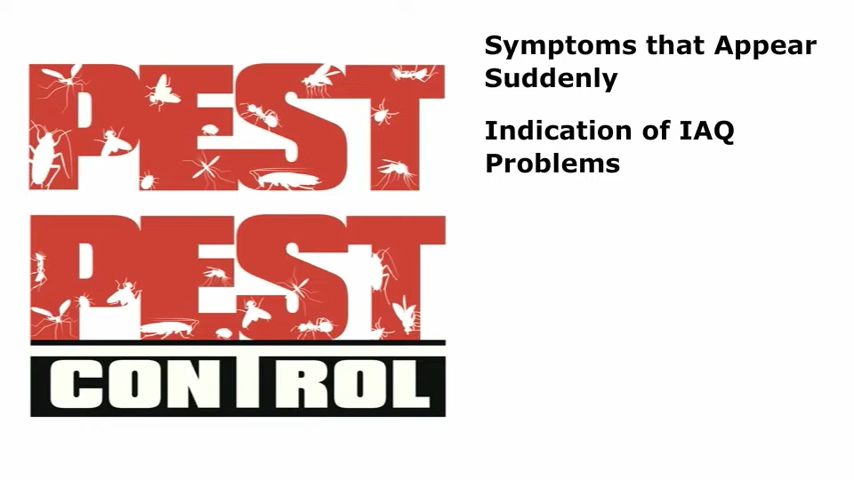 PEST
PEST
CONTROL
Symptoms that Appear
Suddenly
Indication of IAQ
Problems